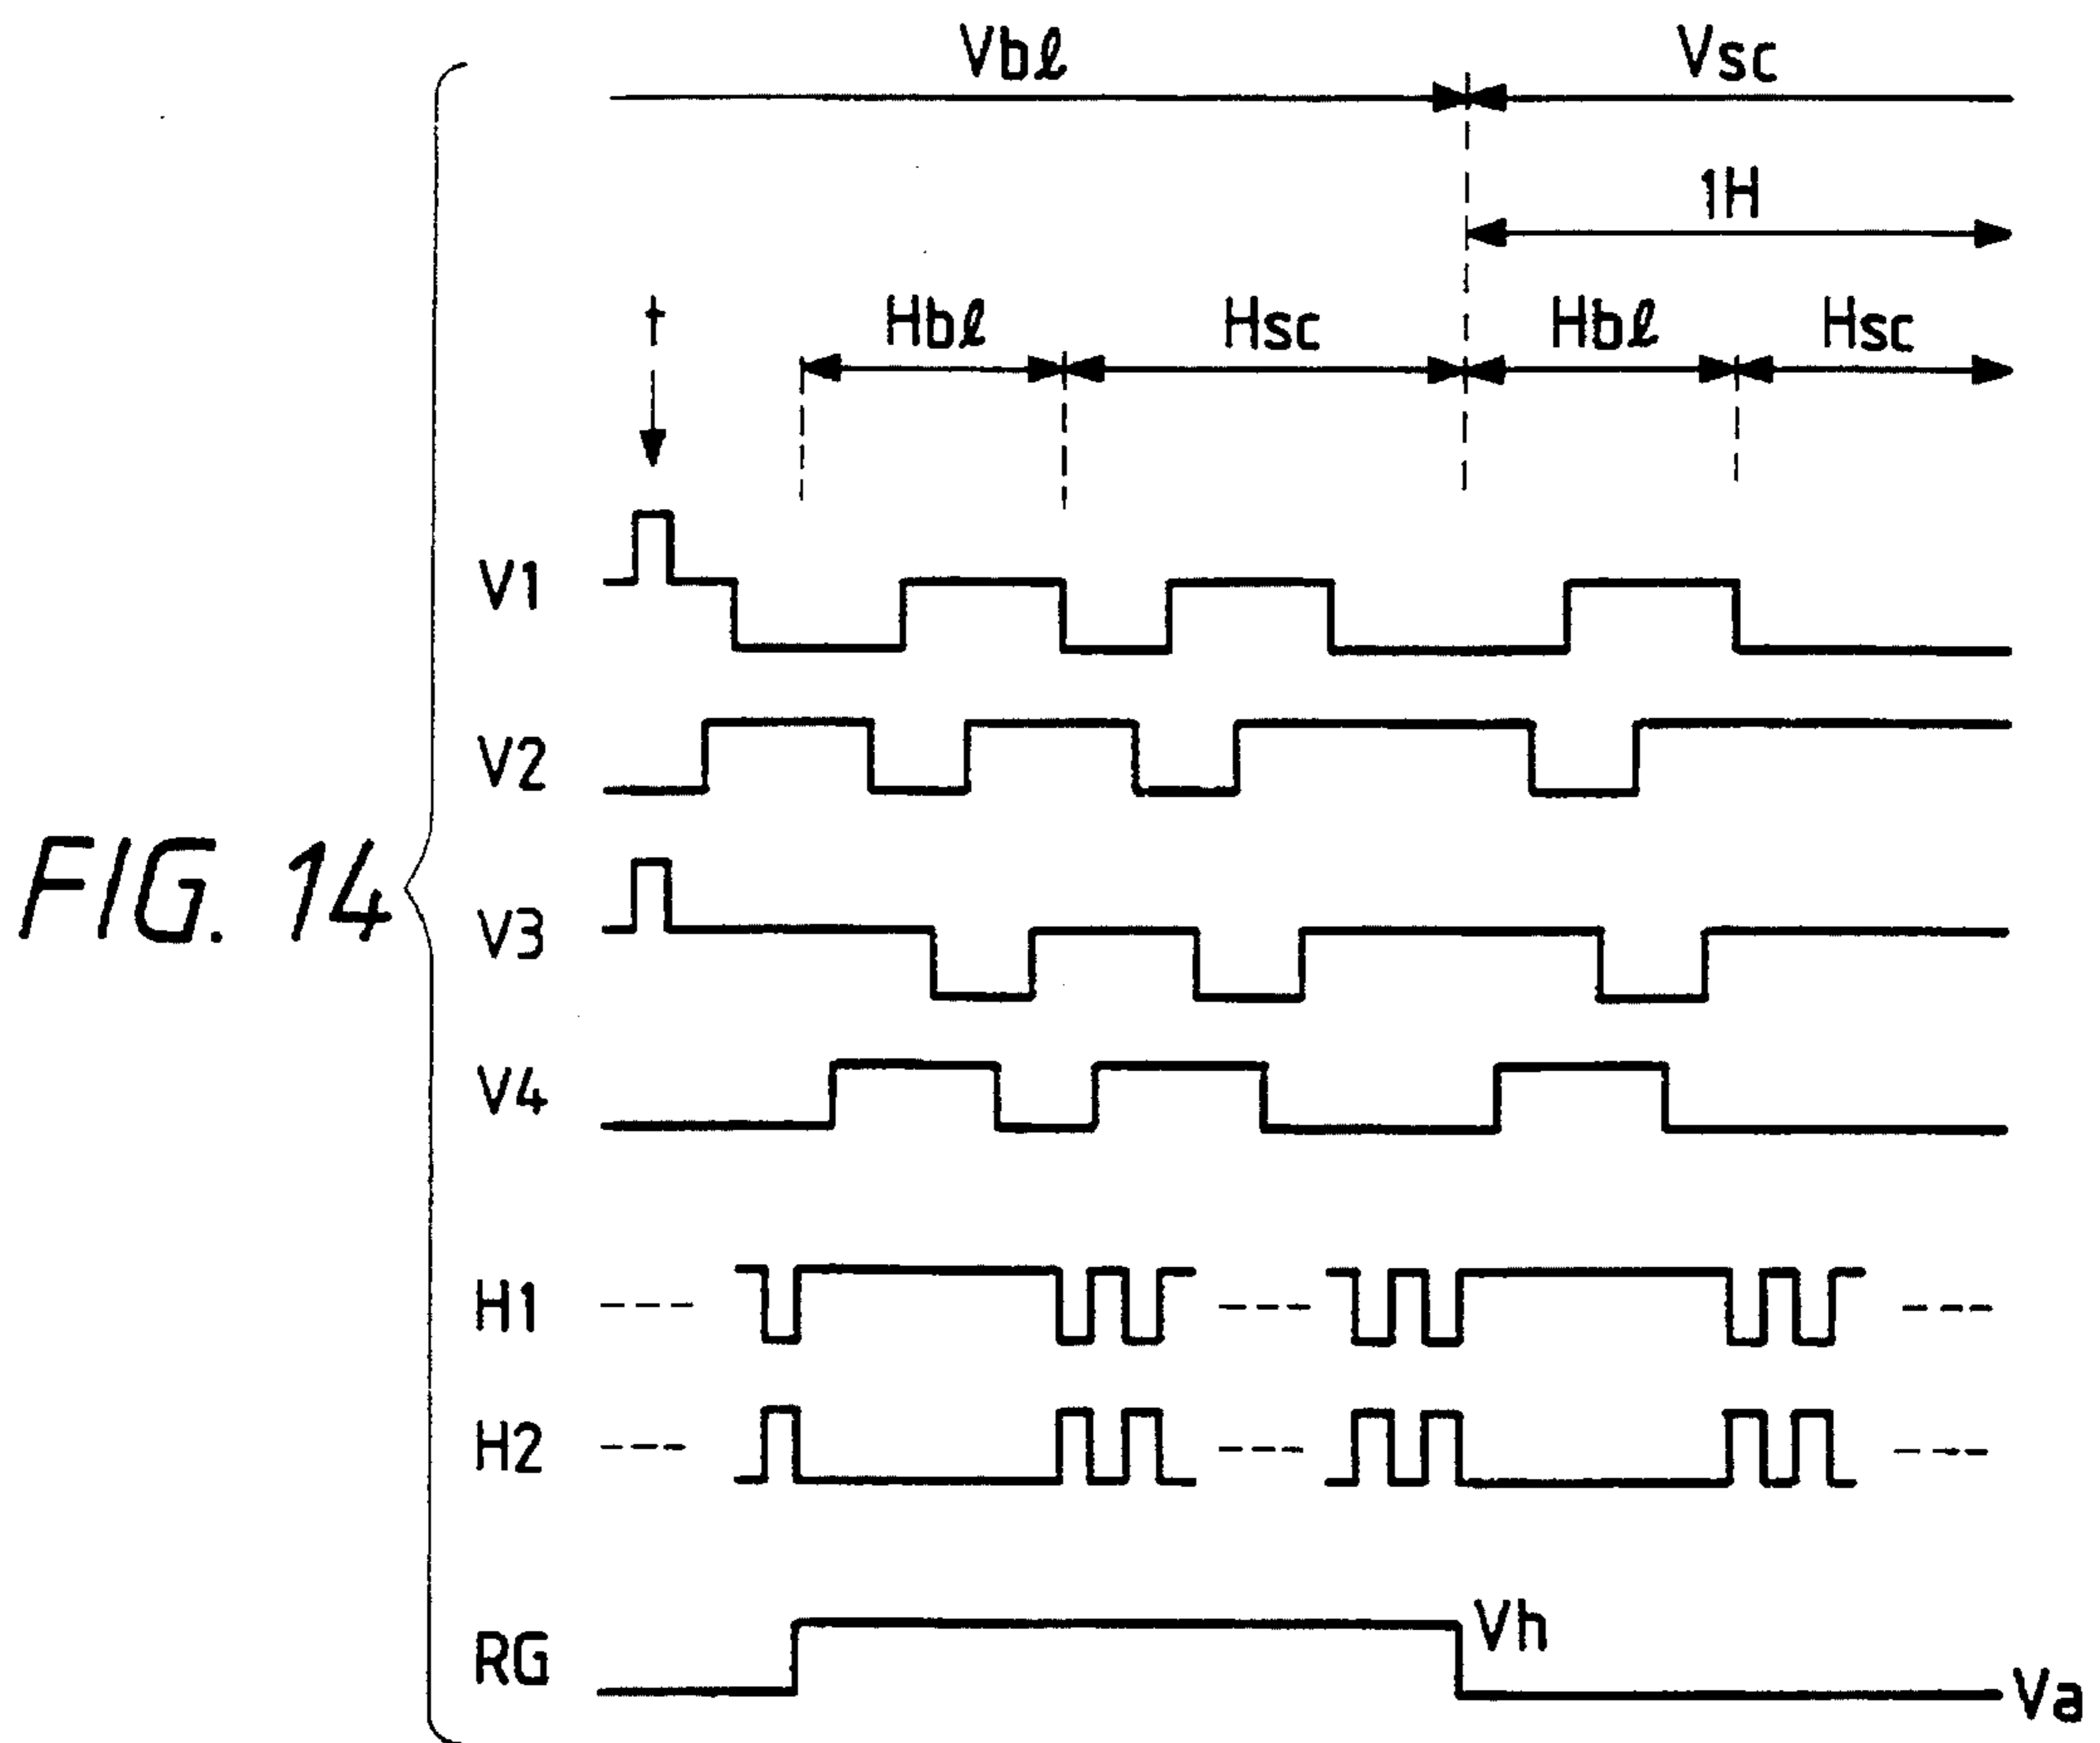 Vbℓ Vsc
1H
t Hbℓ Hsc Hbℓ Hsc
V1
V2
FIG. 14
V3
V4
H1
H2
RG Vh Va